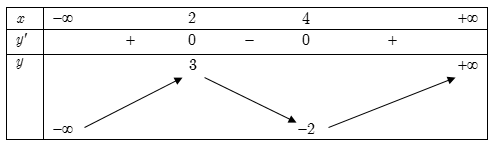 x −∞ 2 4 +∞
y′ + 0 − 0 +
y 3 +∞
−∞ −2